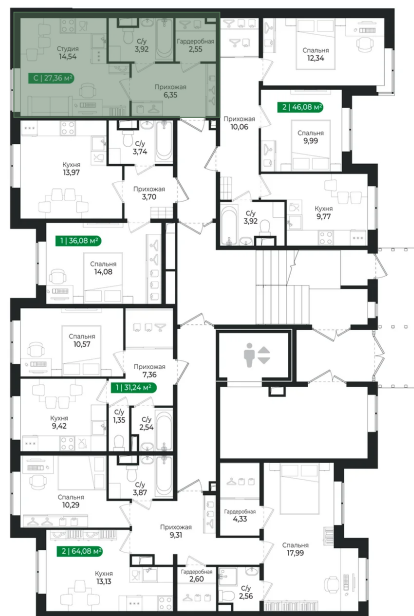 Студия
14,54
С/у
3,92
Гардеробная
2,55
С | 27,36 м²
Прихожая
6,35
Спальня
12,34
2 | 46,08 м²
Спальня
9,99
Прихожая
10,06
Кухня
13,97
С/у
3,74
Прихожая
3,70
С/у
3,92
Кухня
9,77
1 | 36,08 м²
Спальня
14,08
Спальня
10,57
Прихожая
7,36
1 | 31,24 м²
Кухня
9,42
С/у
1,35
С/у
2,54
Спальня
10,29
С/у
3,87
Прихожая
9,31
Гардеробная
4,33
Спальня
17,99
2 | 64,08 м²
Кухня
13,13
Гардеробная
2,60
С/у
2,56